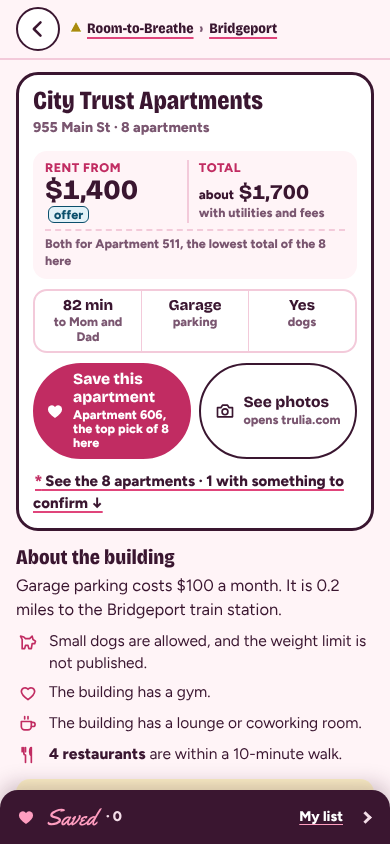 Room-to-Breathe › Bridgeport
City Trust Apartments
955 Main St · 8 apartments
RENT FROM
$1,400
offer
TOTAL
about $1,700
with utilities and fees
Both for Apartment 511, the lowest total of the 8
here
82 min
to Mom and
Dad
Garage
parking
Yes
dogs
Save this
apartment
Apartment 606,
the top pick of 8
here
See photos
opens trulia.com
* See the 8 apartments · 1 with something to
confirm ↓
About the building
Garage parking costs $100 a month. It is 0.2
miles to the Bridgeport train station.
Small dogs are allowed, and the weight limit is
not published.
The building has a gym.
The building has a lounge or coworking room.
4 restaurants are within a 10-minute walk.
Saved · 0
My list